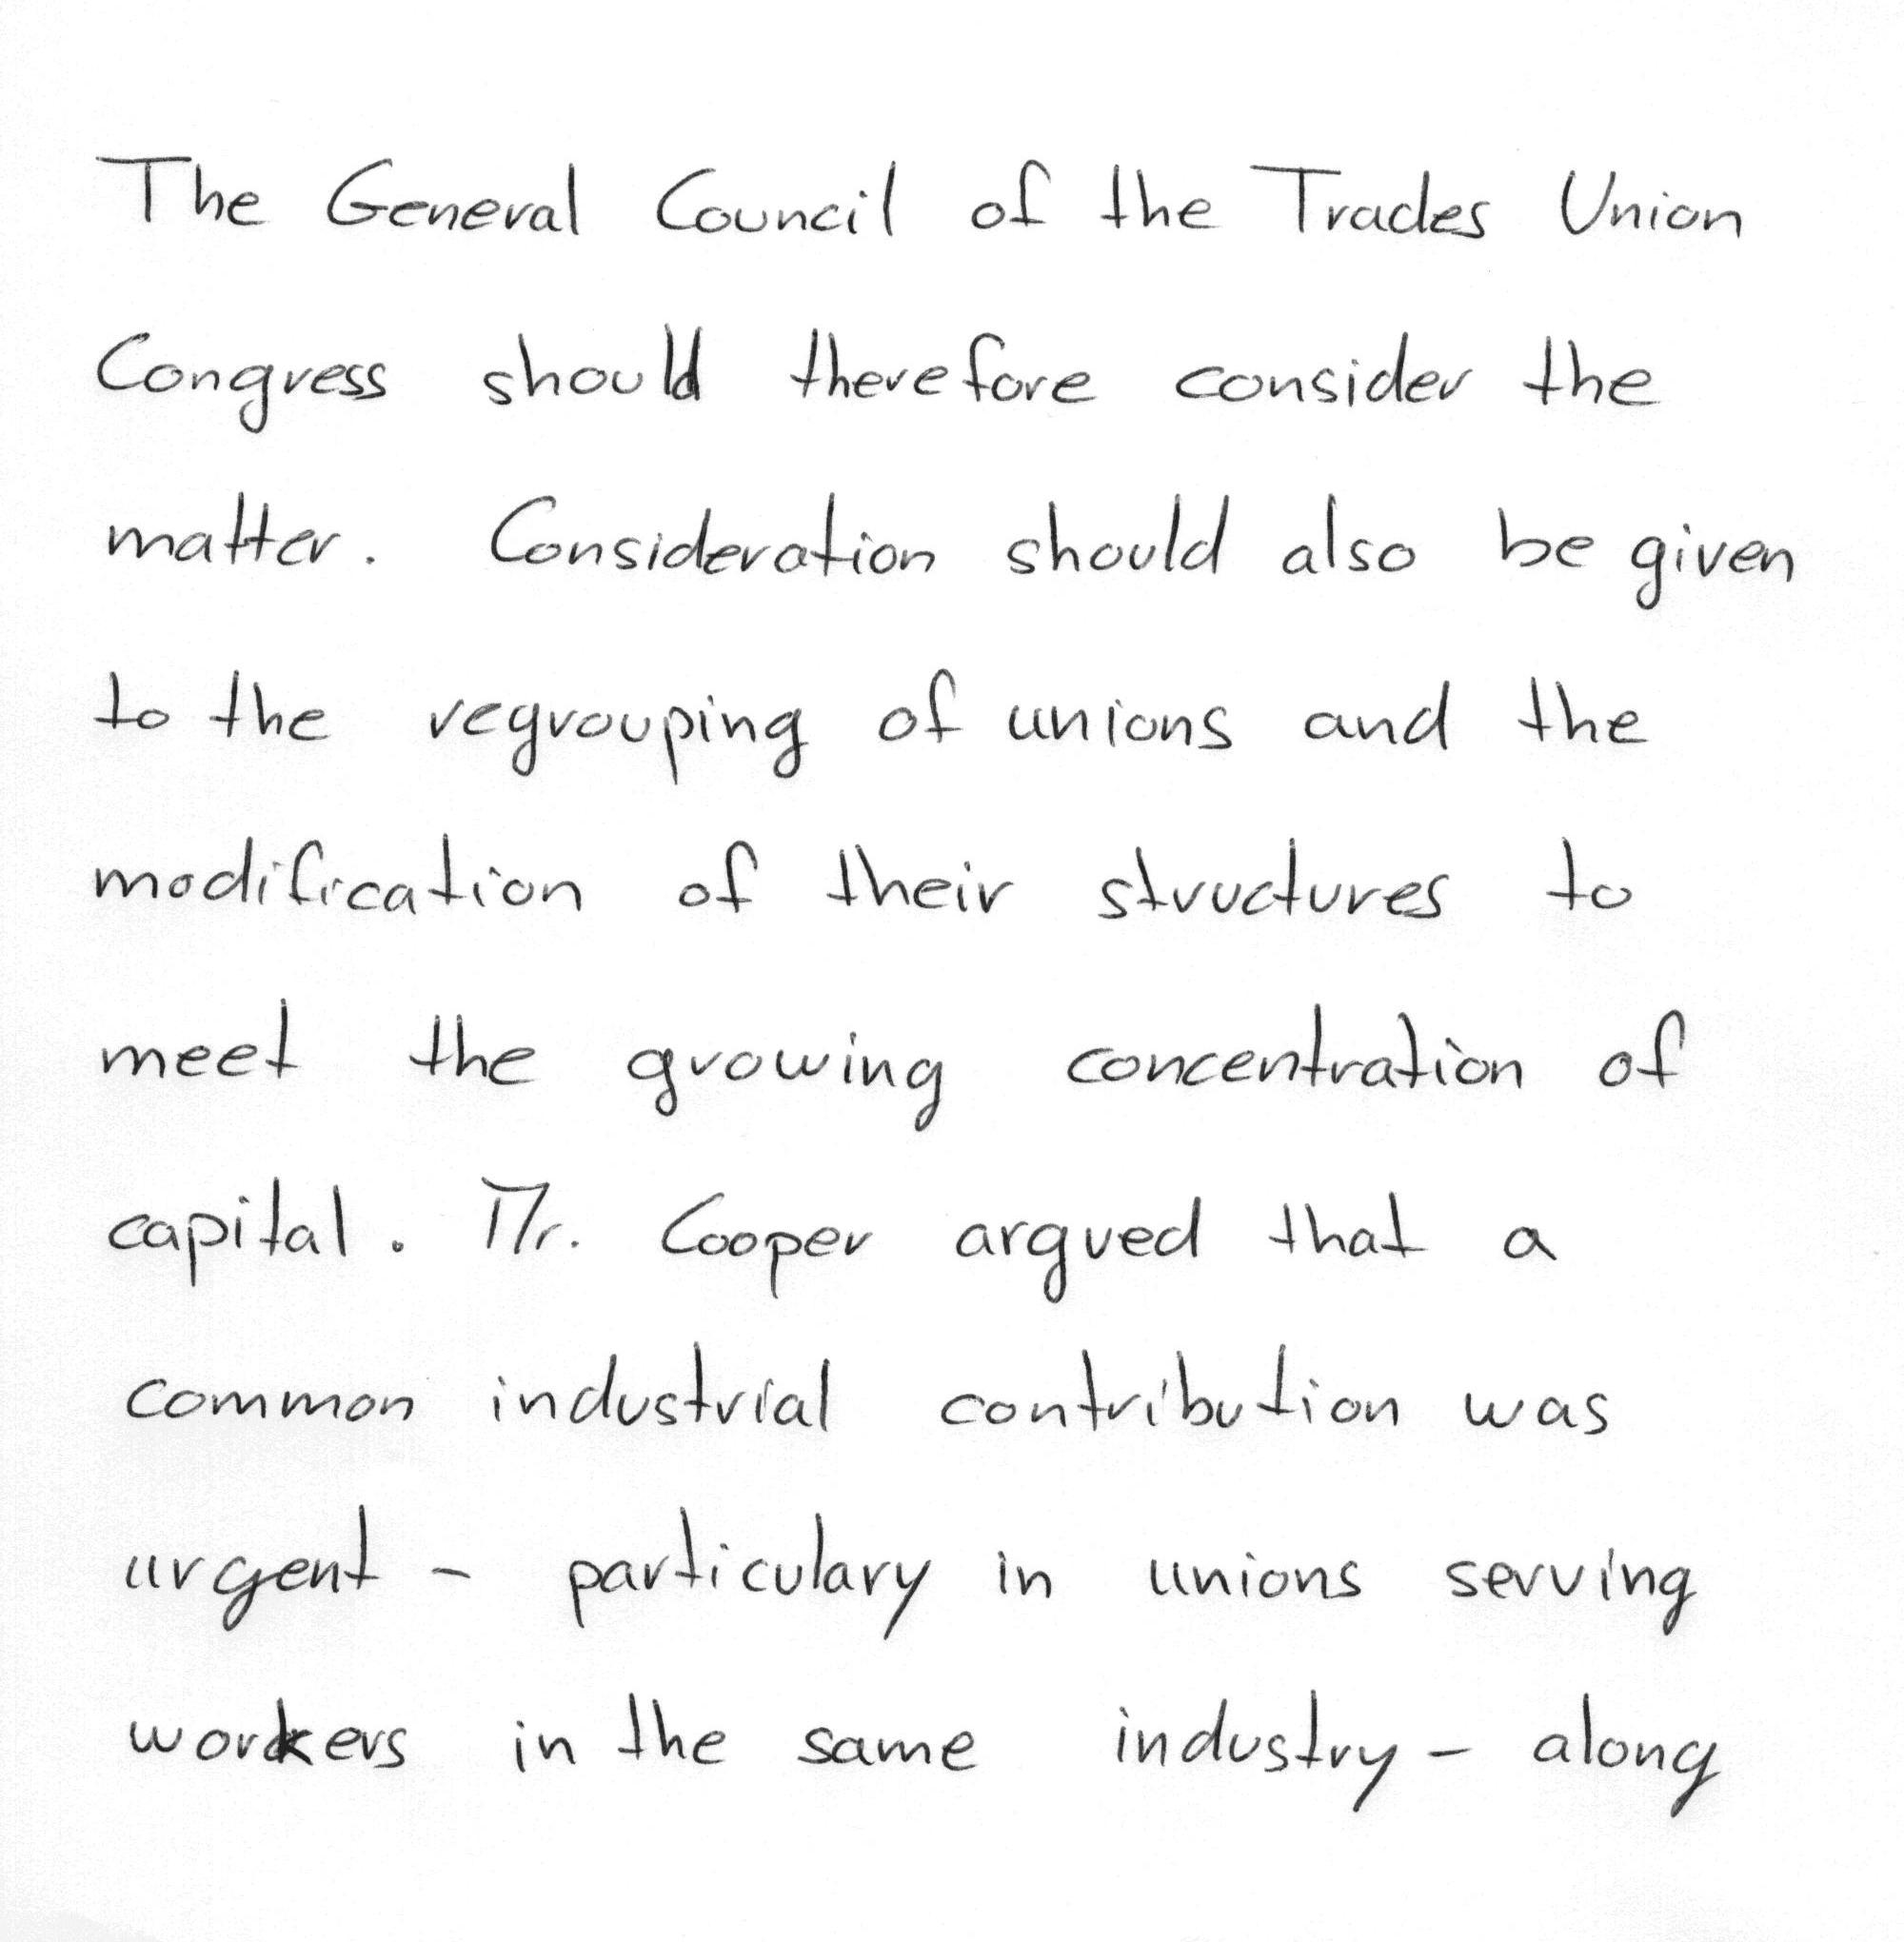 The General Council of the Trades Union
Congress should therefore consider the
matter. Consideration should also be given
to the regrouping of unions and the
modification of their structures to
meet the growing concentration of
capital. Mr. Cooper argued that a
common industrial contribution was
urgent - particulary in unions serving
workers in the same industry - along